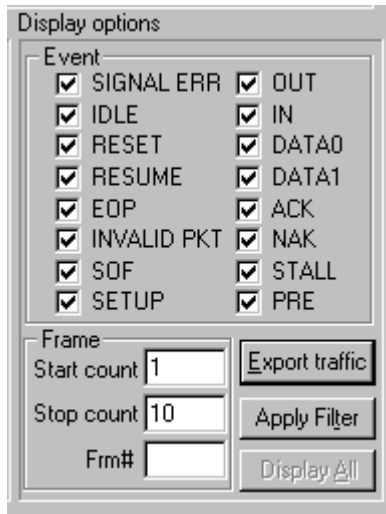 Display options
Event
SIGNAL ERR OUT
IDLE IN
RESET DATA0
RESUME DATA1
EOP ACK
INVALID PKT NAK
SOF STALL
SETUP PRE
Frame
Start count 1 Export traffic
Stop count 10 Apply Filter
Frm# Display All